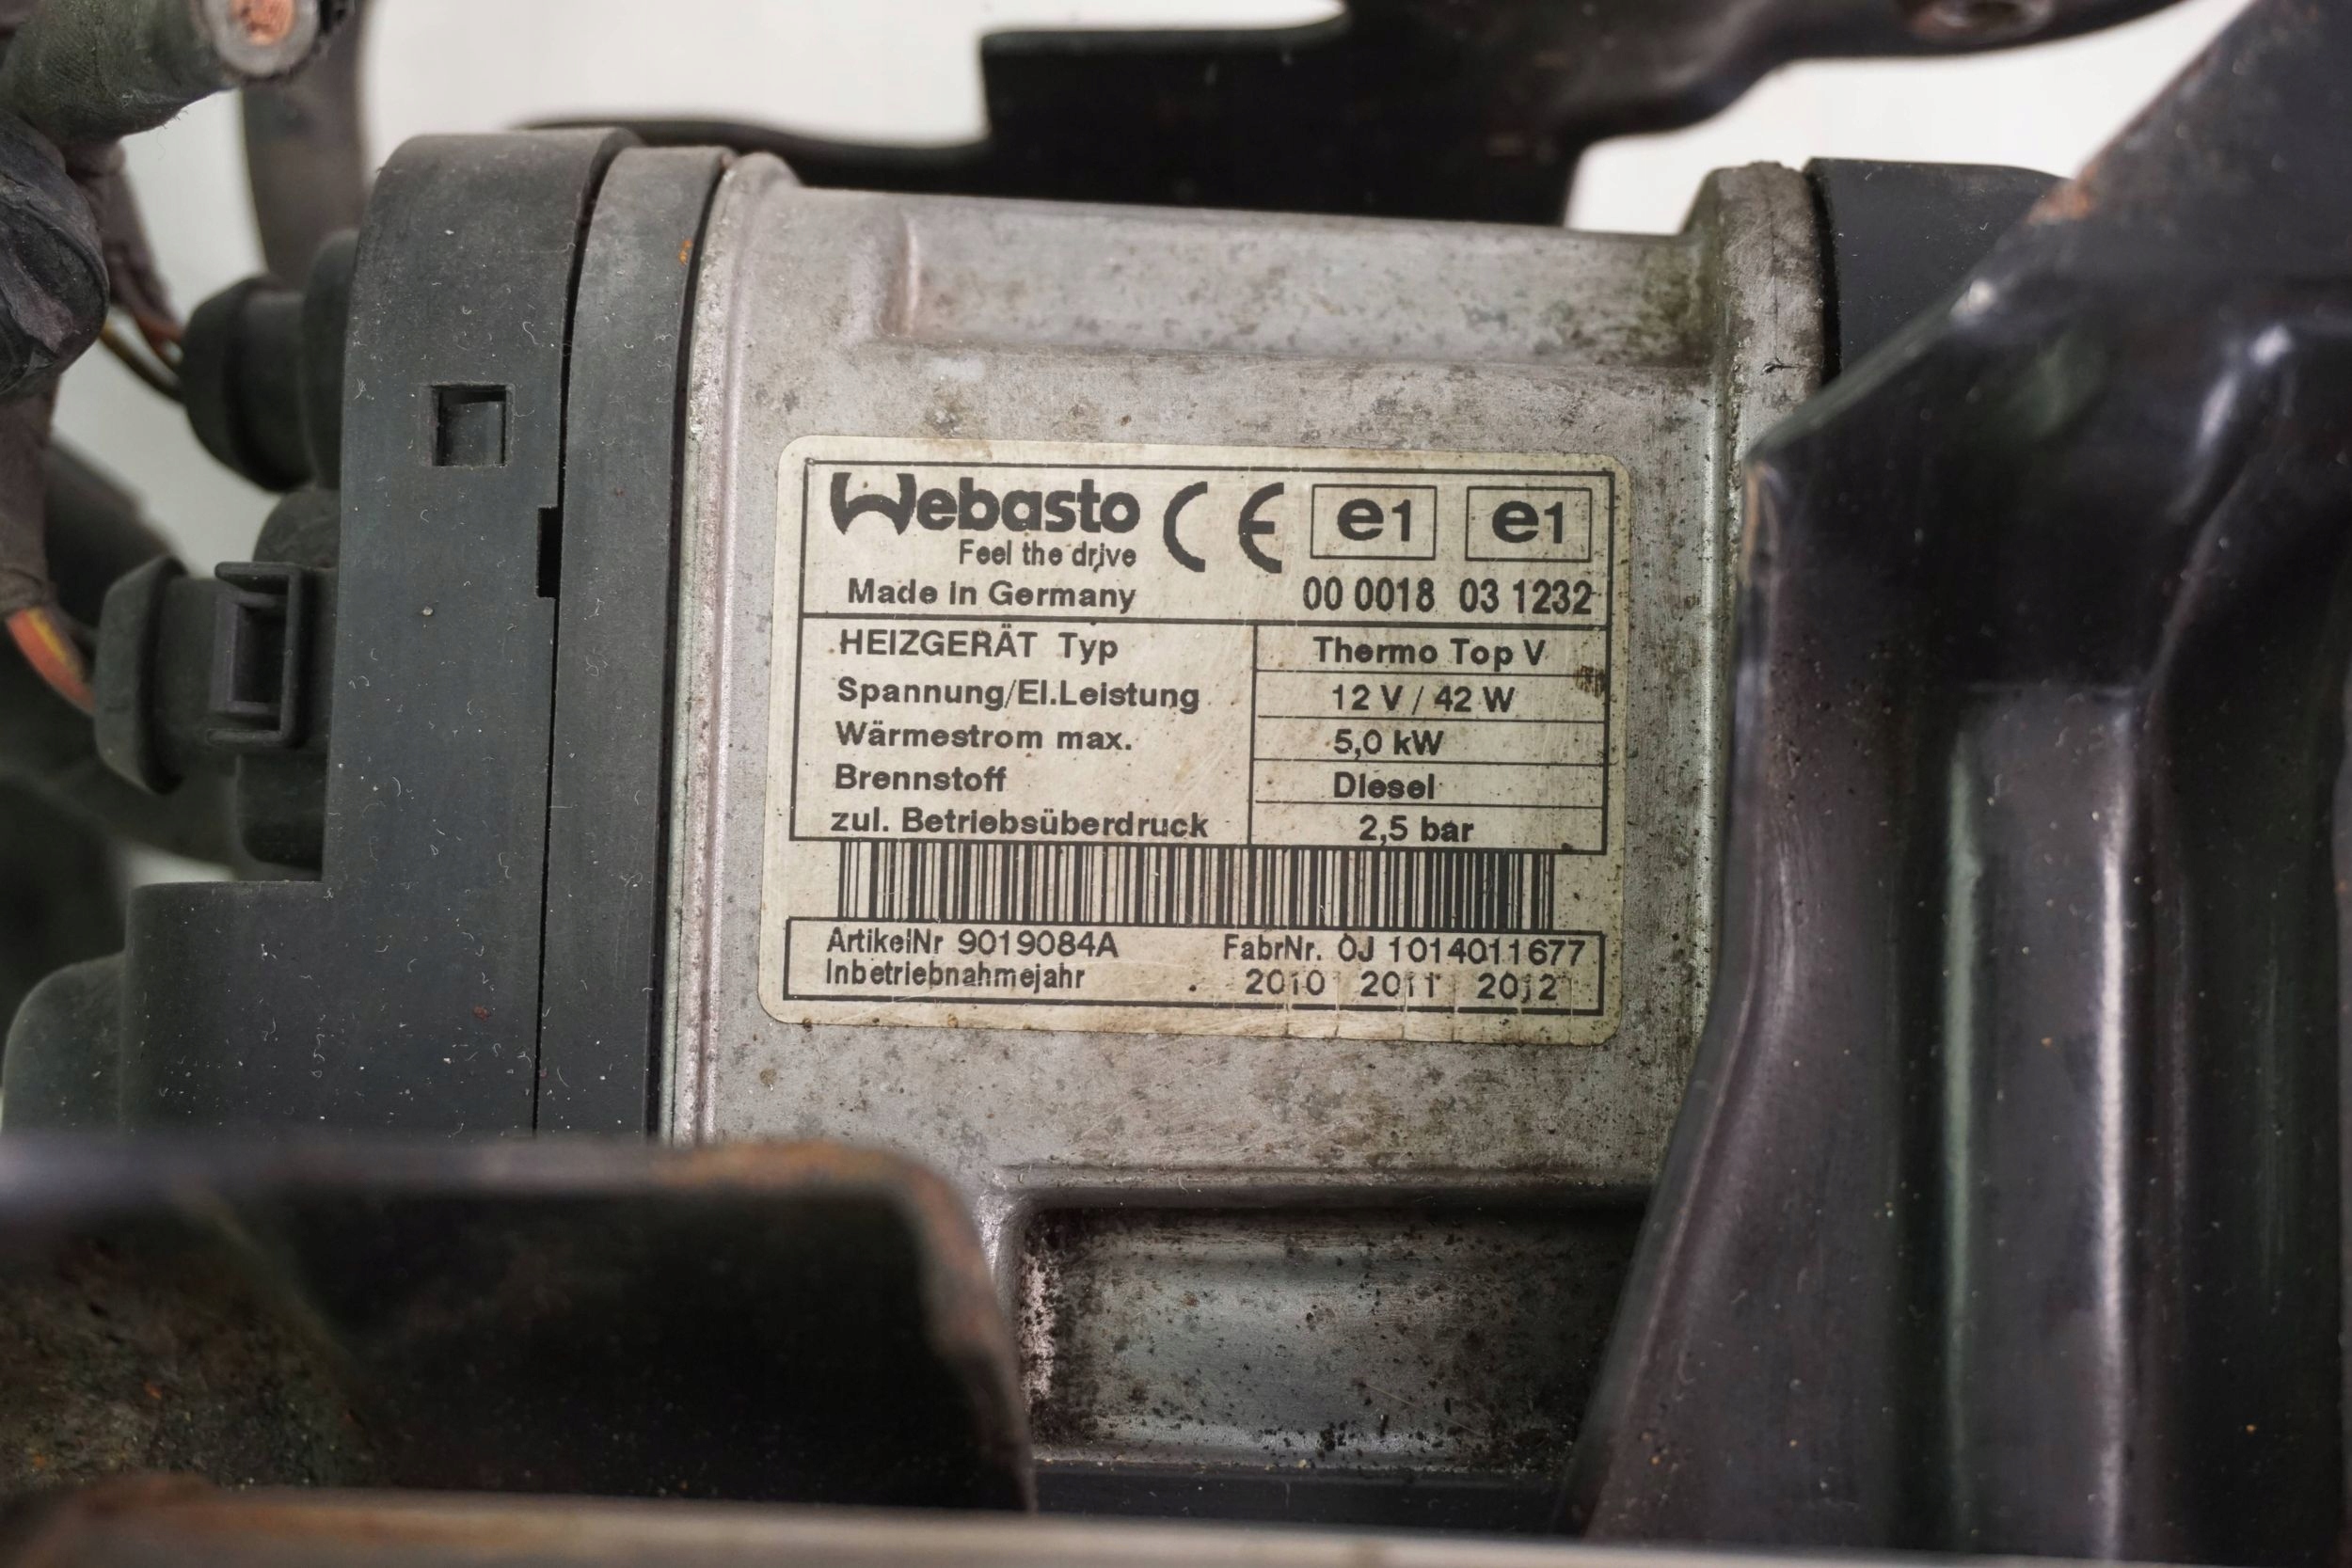 Webasto CE e1 e1
Feel the drive
Made in Germany 00 0018 03 1232
HEIZGERÄT Typ Thermo Top V
Spannung/El.Leistung 12 V / 42 W
Wärmestrom max. 5,0 kW
Brennstoff Diesel
zul. Betriebsüberdruck 2,5 bar
ArtikelNr 9019084A FabrNr. 0J 1014011677
Inbetriebnahmejahr 2010 2011 2012